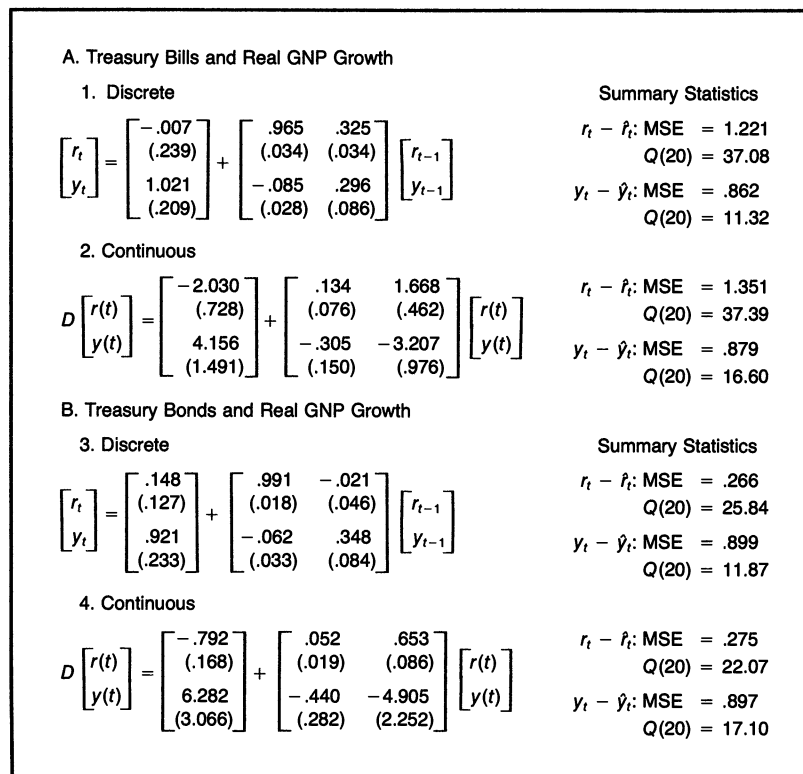 A. Treasury Bills and Real GNP Growth
1. Discrete
Summary Statistics
[r_t y_t] = [-.007 (.239) 1.021 (.209)] + [.965 .325 (.034) (.034) -.085 .296 (.028) (.086)] [r_{t-1} y_{t-1}]
r_t − r̂_t: MSE = 1.221
Q(20) = 37.08
y_t − ŷ_t: MSE = .862
Q(20) = 11.32
2. Continuous
D [r(t) y(t)] = [-2.030 (.728) 4.156 (1.491)] + [.134 1.668 (.076) (.462) -.305 -3.207 (.150) (.976)] [r(t) y(t)]
r_t − r̂_t: MSE = 1.351
Q(20) = 37.39
y_t − ŷ_t: MSE = .879
Q(20) = 16.60
B. Treasury Bonds and Real GNP Growth
3. Discrete
Summary Statistics
[r_t y_t] = [.148 (.127) .921 (.233)] + [.991 -.021 (.018) (.046) -.062 .348 (.033) (.084)] [r_{t-1} y_{t-1}]
r_t − r̂_t: MSE = .266
Q(20) = 25.84
y_t − ŷ_t: MSE = .899
Q(20) = 11.87
4. Continuous
D [r(t) y(t)] = [-.792 (.168) 6.282 (3.066)] + [.052 .653 (.019) (.086) -.440 -4.905 (.282) (2.252)] [r(t) y(t)]
r_t − r̂_t: MSE = .275
Q(20) = 22.07
y_t − ŷ_t: MSE = .897
Q(20) = 17.10